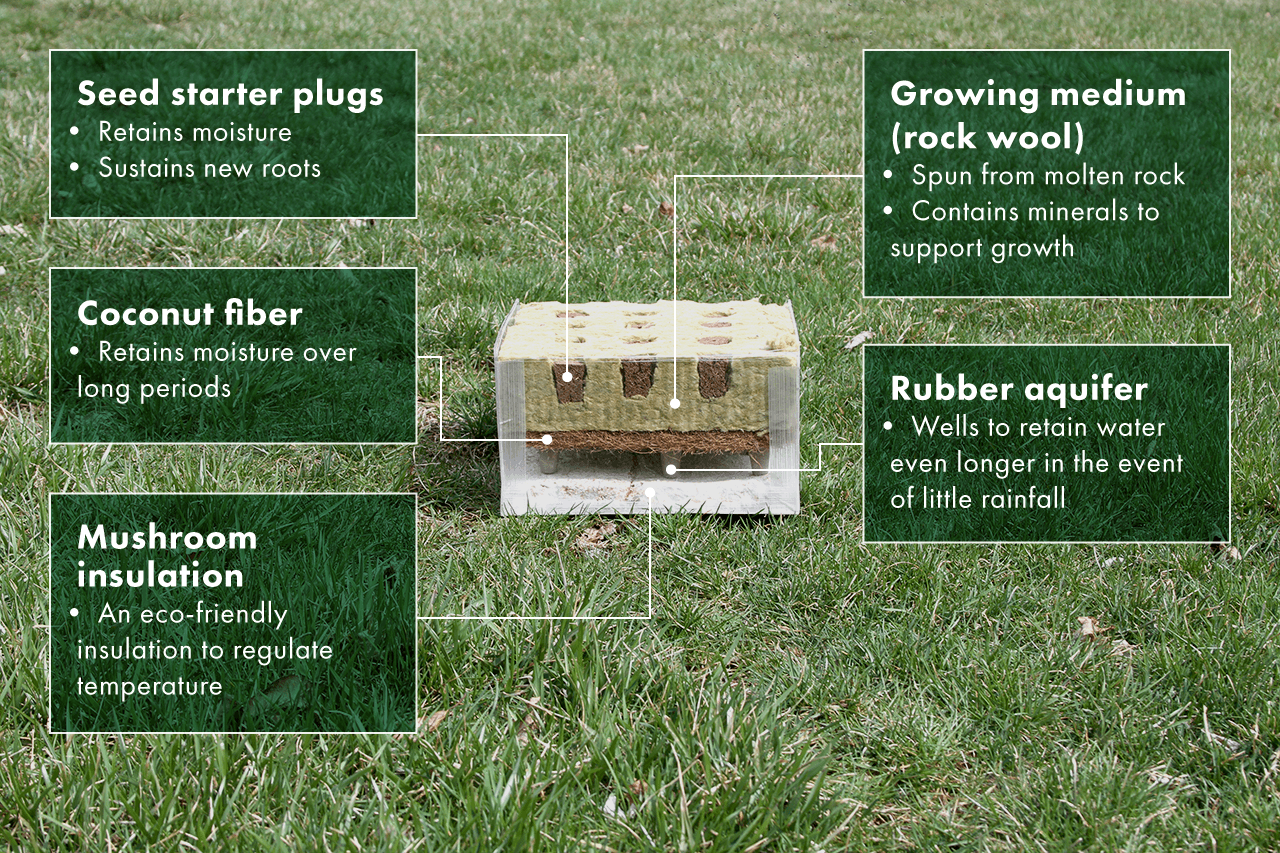 Seed starter plugs
• Retains moisture
• Sustains new roots
Coconut fiber
• Retains moisture over
long periods
Mushroom
insulation
• An eco-friendly
insulation to regulate
temperature
Growing medium
(rock wool)
• Spun from molten rock
• Contains minerals to
support growth
Rubber aquifer
• Wells to retain water
even longer in the event
of little rainfall